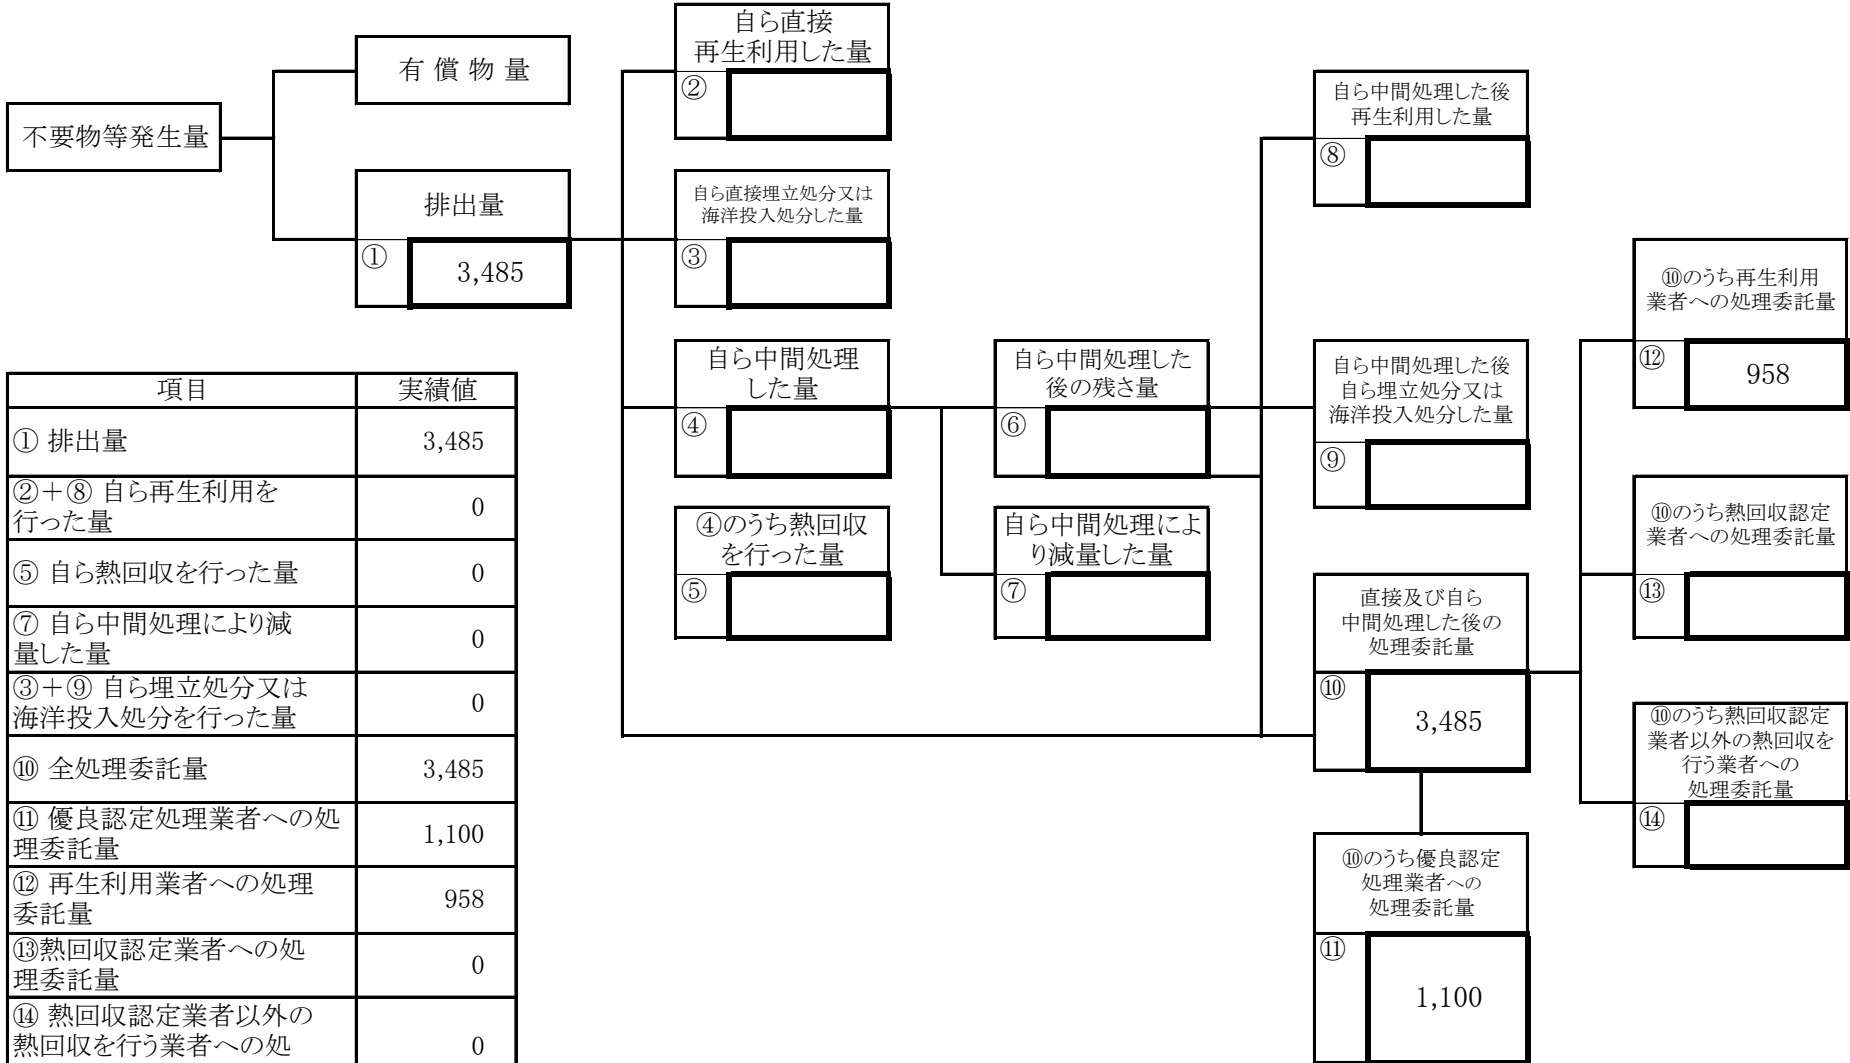 不要物等発生量
有 償 物 量
排出量
①
3,485
自ら直接
再生利用した量
②
自ら直接埋立処分又は
海洋投入処分した量
③
自ら中間処理
した量
④
④のうち熱回収
を行った量
⑤
自ら中間処理した
後の残さ量
⑥
自ら中間処理によ
り減量した量
⑦
自ら中間処理した後
再生利用した量
⑧
自ら中間処理した後
自ら埋立処分又は
海洋投入処分した量
⑨
直接及び自ら
中間処理した後の
処理委託量
⑩
3,485
⑩のうち優良認定
処理業者への
処理委託量
⑪
1,100
⑩のうち再生利用
業者への処理委託量
⑫
958
⑩のうち熱回収認定
業者への処理委託量
⑬
⑩のうち熱回収認定
業者以外の熱回収を
行う業者への
処理委託量
⑭
項目 実績値
① 排出量 3,485
②＋⑧ 自ら再生利用を
行った量 0
⑤ 自ら熱回収を行った量 0
⑦ 自ら中間処理により減
量した量 0
③＋⑨ 自ら埋立処分又は
海洋投入処分を行った量 0
⑩ 全処理委託量 3,485
⑪ 優良認定処理業者への処
理委託量 1,100
⑫ 再生利用業者への処理
委託量 958
⑬熱回収認定業者への処
理委託量 0
⑭ 熱回収認定業者以外の
熱回収を行う業者への処 0